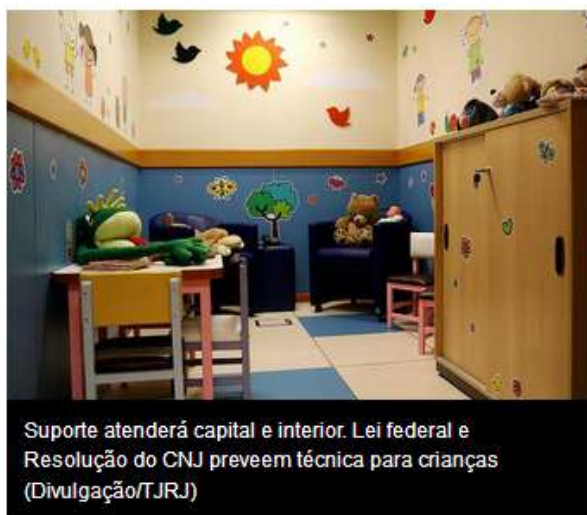 Suporte atenderá capital e interior. Lei federal e
Resolução do CNJ preveem técnica para crianças
(Divulgação/TJRJ)